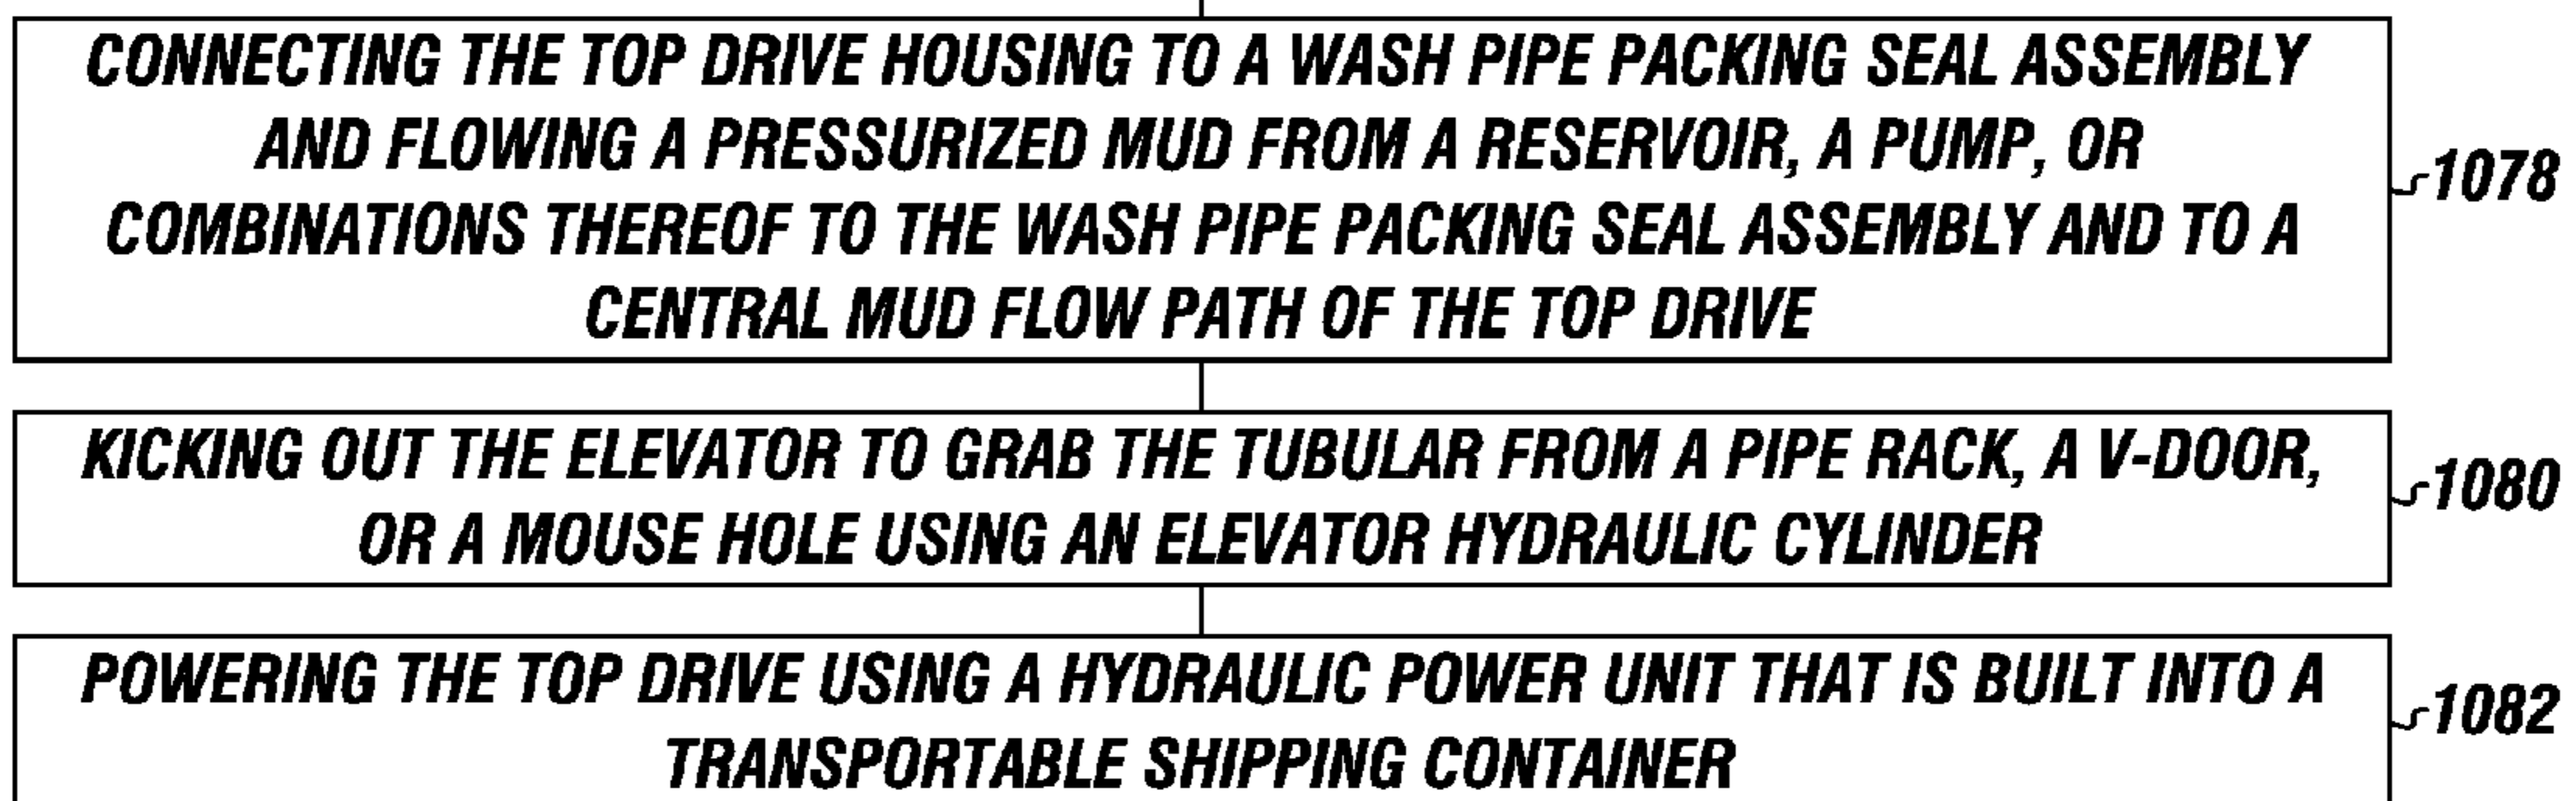 CONNECTING THE TOP DRIVE HOUSING TO A WASH PIPE PACKING SEAL ASSEMBLY
AND FLOWING A PRESSURIZED MUD FROM A RESERVOIR, A PUMP, OR
COMBINATIONS THEREOF TO THE WASH PIPE PACKING SEAL ASSEMBLY AND TO A
CENTRAL MUD FLOW PATH OF THE TOP DRIVE
1078
KICKING OUT THE ELEVATOR TO GRAB THE TUBULAR FROM A PIPE RACK, A V-DOOR,
OR A MOUSE HOLE USING AN ELEVATOR HYDRAULIC CYLINDER
1080
POWERING THE TOP DRIVE USING A HYDRAULIC POWER UNIT THAT IS BUILT INTO A
TRANSPORTABLE SHIPPING CONTAINER
1082